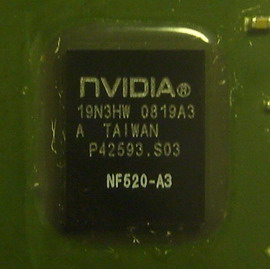 nVIDIA®
19N3HW 0819A3
A TAIWAN
P42593.S03
NF520-A3